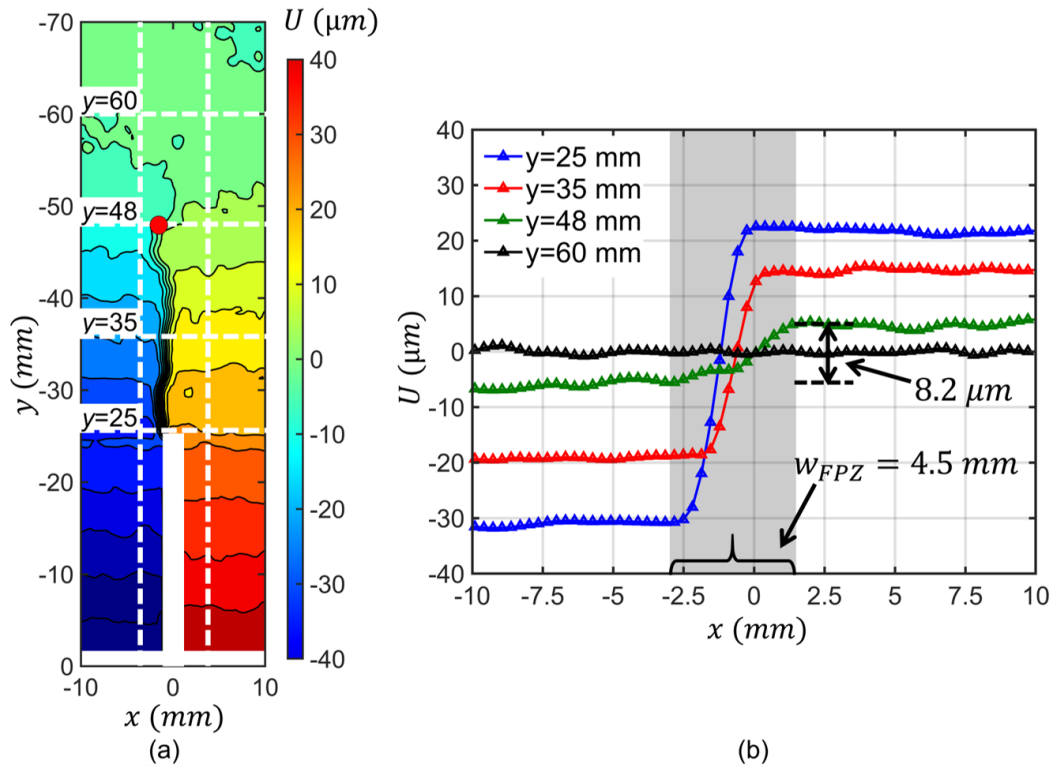 U (μm)
-70
-60
-50
-40
-30
-20
-10
0
y (mm)
y=60
y=48
y=35
y=25
-10
0
10
x (mm)
40
30
20
10
0
-10
-20
-30
-40
(a)
U (μm)
40
30
20
10
0
-10
-20
-30
-40
y=25 mm
y=35 mm
y=48 mm
y=60 mm
8.2 μm
w_FPZ = 4.5 mm
-10
-7.5
-5
-2.5
0
2.5
5
7.5
10
x (mm)
(b)